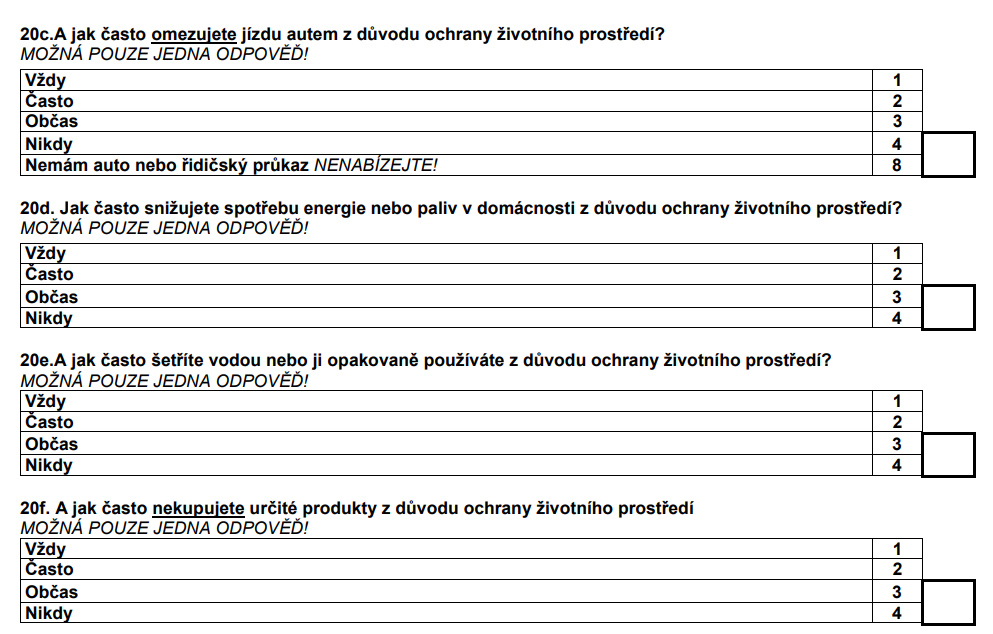 20c.A jak často omezujete jízdu autem z důvodu ochrany životního prostředí?
MOŽNÁ POUZE JEDNA ODPOVĚĎ!
Vždy 1
Často 2
Občas 3
Nikdy 4
Nemám auto nebo řidičský průkaz NENABÍZEJTE! 8
20d. Jak často snižujete spotřebu energie nebo paliv v domácnosti z důvodu ochrany životního prostředí?
MOŽNÁ POUZE JEDNA ODPOVĚĎ!
Vždy 1
Často 2
Občas 3
Nikdy 4
20e.A jak často šetříte vodou nebo ji opakovaně používáte z důvodu ochrany životního prostředí?
MOŽNÁ POUZE JEDNA ODPOVĚĎ!
Vždy 1
Často 2
Občas 3
Nikdy 4
20f. A jak často nekupujete určité produkty z důvodu ochrany životního prostředí
MOŽNÁ POUZE JEDNA ODPOVĚĎ!
Vždy 1
Často 2
Občas 3
Nikdy 4